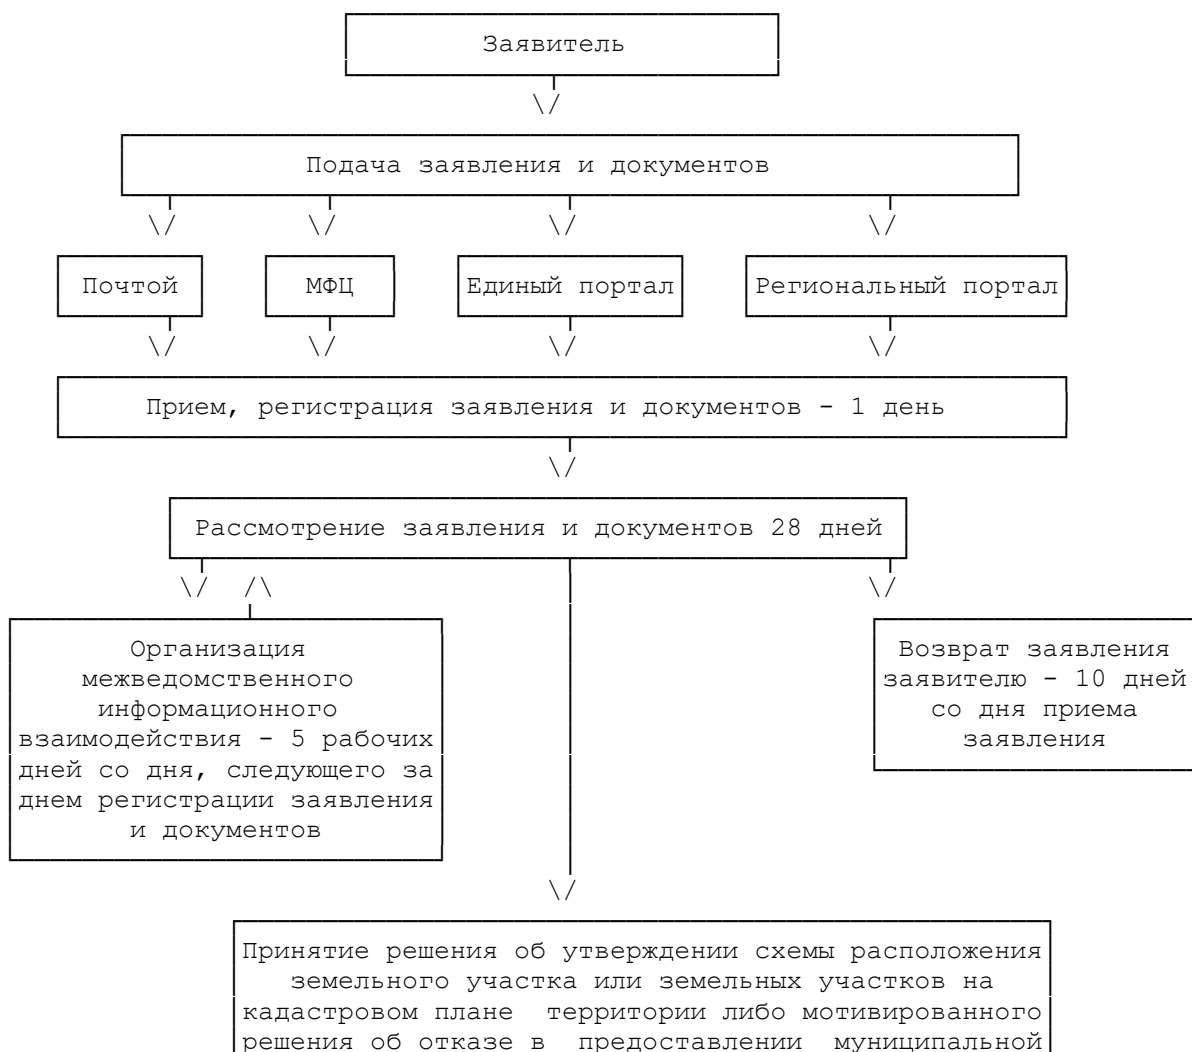 Заявитель
Подача заявления и документов
Почтой
МФЦ
Единый портал
Региональный портал
Прием, регистрация заявления и документов - 1 день
Рассмотрение заявления и документов 28 дней
Организация
межведомственного
информационного
взаимодействия - 5 рабочих
дней со дня, следующего за
днем регистрации заявления
и документов
Возврат заявления
заявителю - 10 дней
со дня приема
заявления
Принятие решения об утверждении схемы расположения
земельного участка или земельных участков на
кадастровом плане территории либо мотивированного
решения об отказе в предоставлении муниципальной